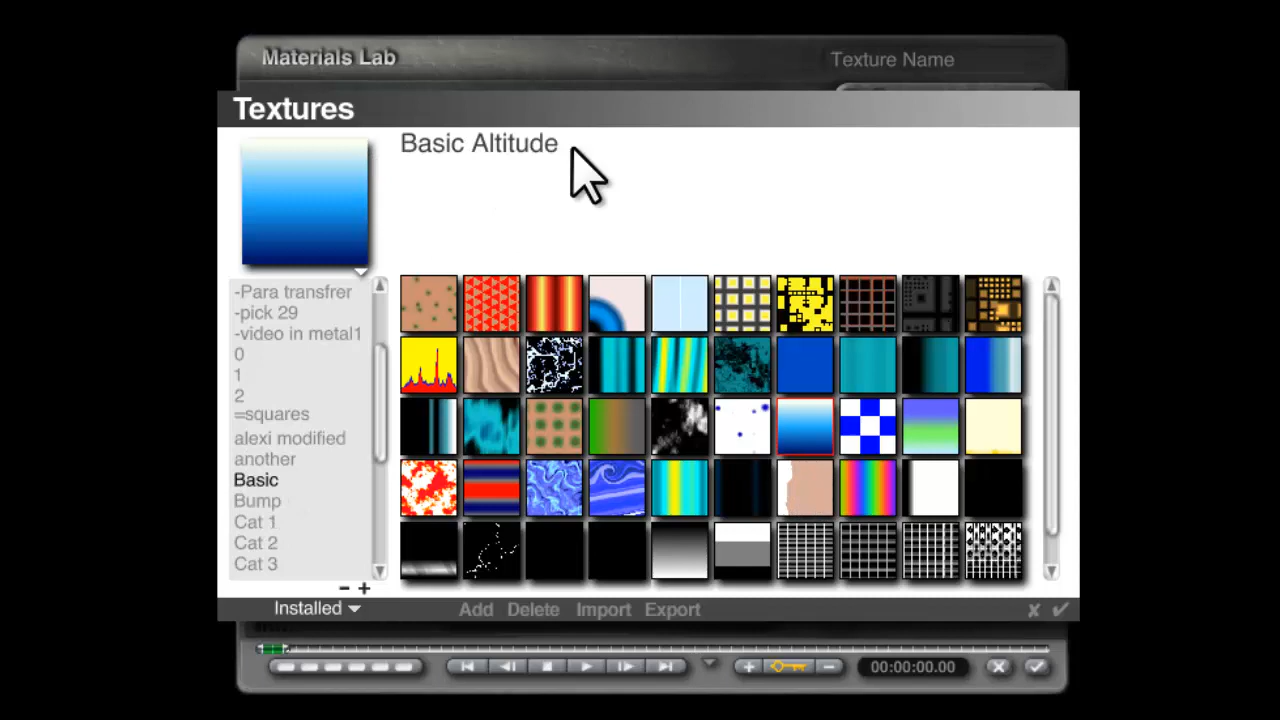 Materials Lab
Texture Name
Textures
Basic Altitude
-Para transfrer
-pick 29
-video in metal1
0
1
2
=squares
alexi modified
another
Basic
Bump
Cat 1
Cat 2
Cat 3
Installed
Add Delete Import Export
00:00:00.00